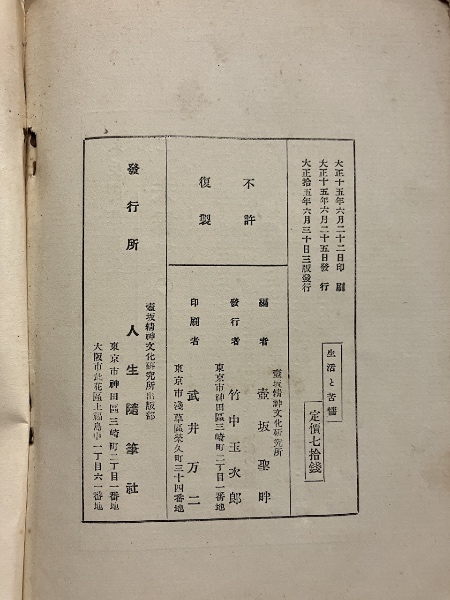 大正十五年六月二十二日印刷
大正十五年六月二十五日發行
大正拾五年六月三十日三版發行
生活と苦惱
定價七拾錢
不許
復製
編者
壺坂精神文化研究所
壺坂聖畔
發行者
東京市神田區三崎町二丁目一番地
竹中玉次郎
印刷者
東京市淺草區榮久町三十四番地
武井万二
發行所
壺坂精神文化研究所出版部
人生隨筆社
東京市神田區三崎町二丁目一番地
大阪市此花區上福島中一丁目六一番地